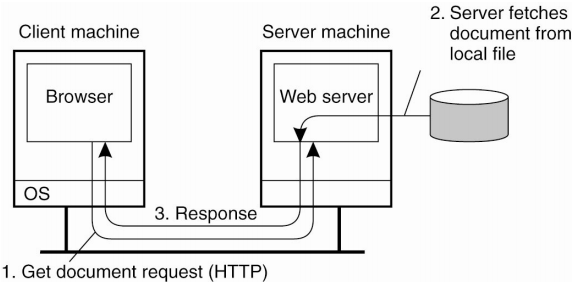 Client machine
Server machine
2. Server fetches
document from
local file
Browser
Web server
OS
3. Response
1. Get document request (HTTP)